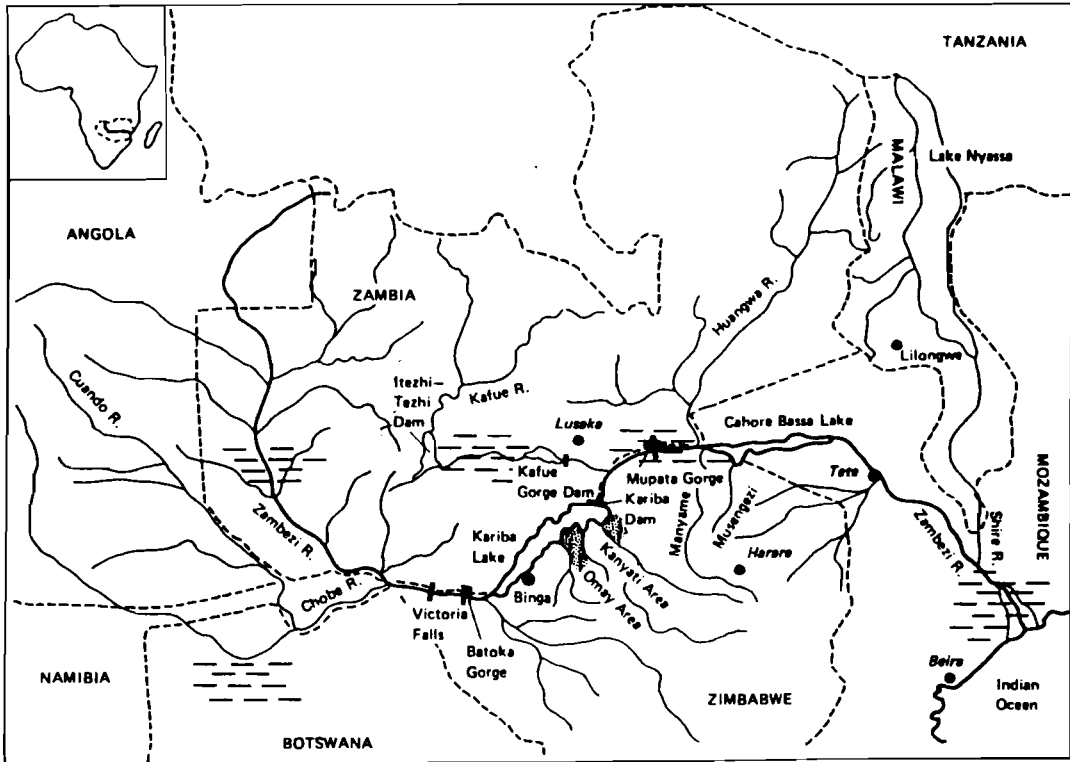 TANZANIA
Lake Nyassa
MALAWI
ANGOLA
ZAMBIA
Huangwa R.
Cuando R.
Itezhi-
Tezhi
Dam
Kafue R.
Lilongwe
Lusaka
Cahore Bassa Lake
Kafue
Gorge Dam
Mupata Gorge
Kariba
Dam
Tete
MOZAMBIQUE
Zambezi R.
Kariba
Lake
Manyame
Musengezi
Harare
Zambezi R.
Shire R.
Kanyati Area
Omay Area
Chobe R.
Binga
Victoria
Falls
Batoka
Gorge
Beira
NAMIBIA
ZIMBABWE
Indian
Oceen
BOTSWANA